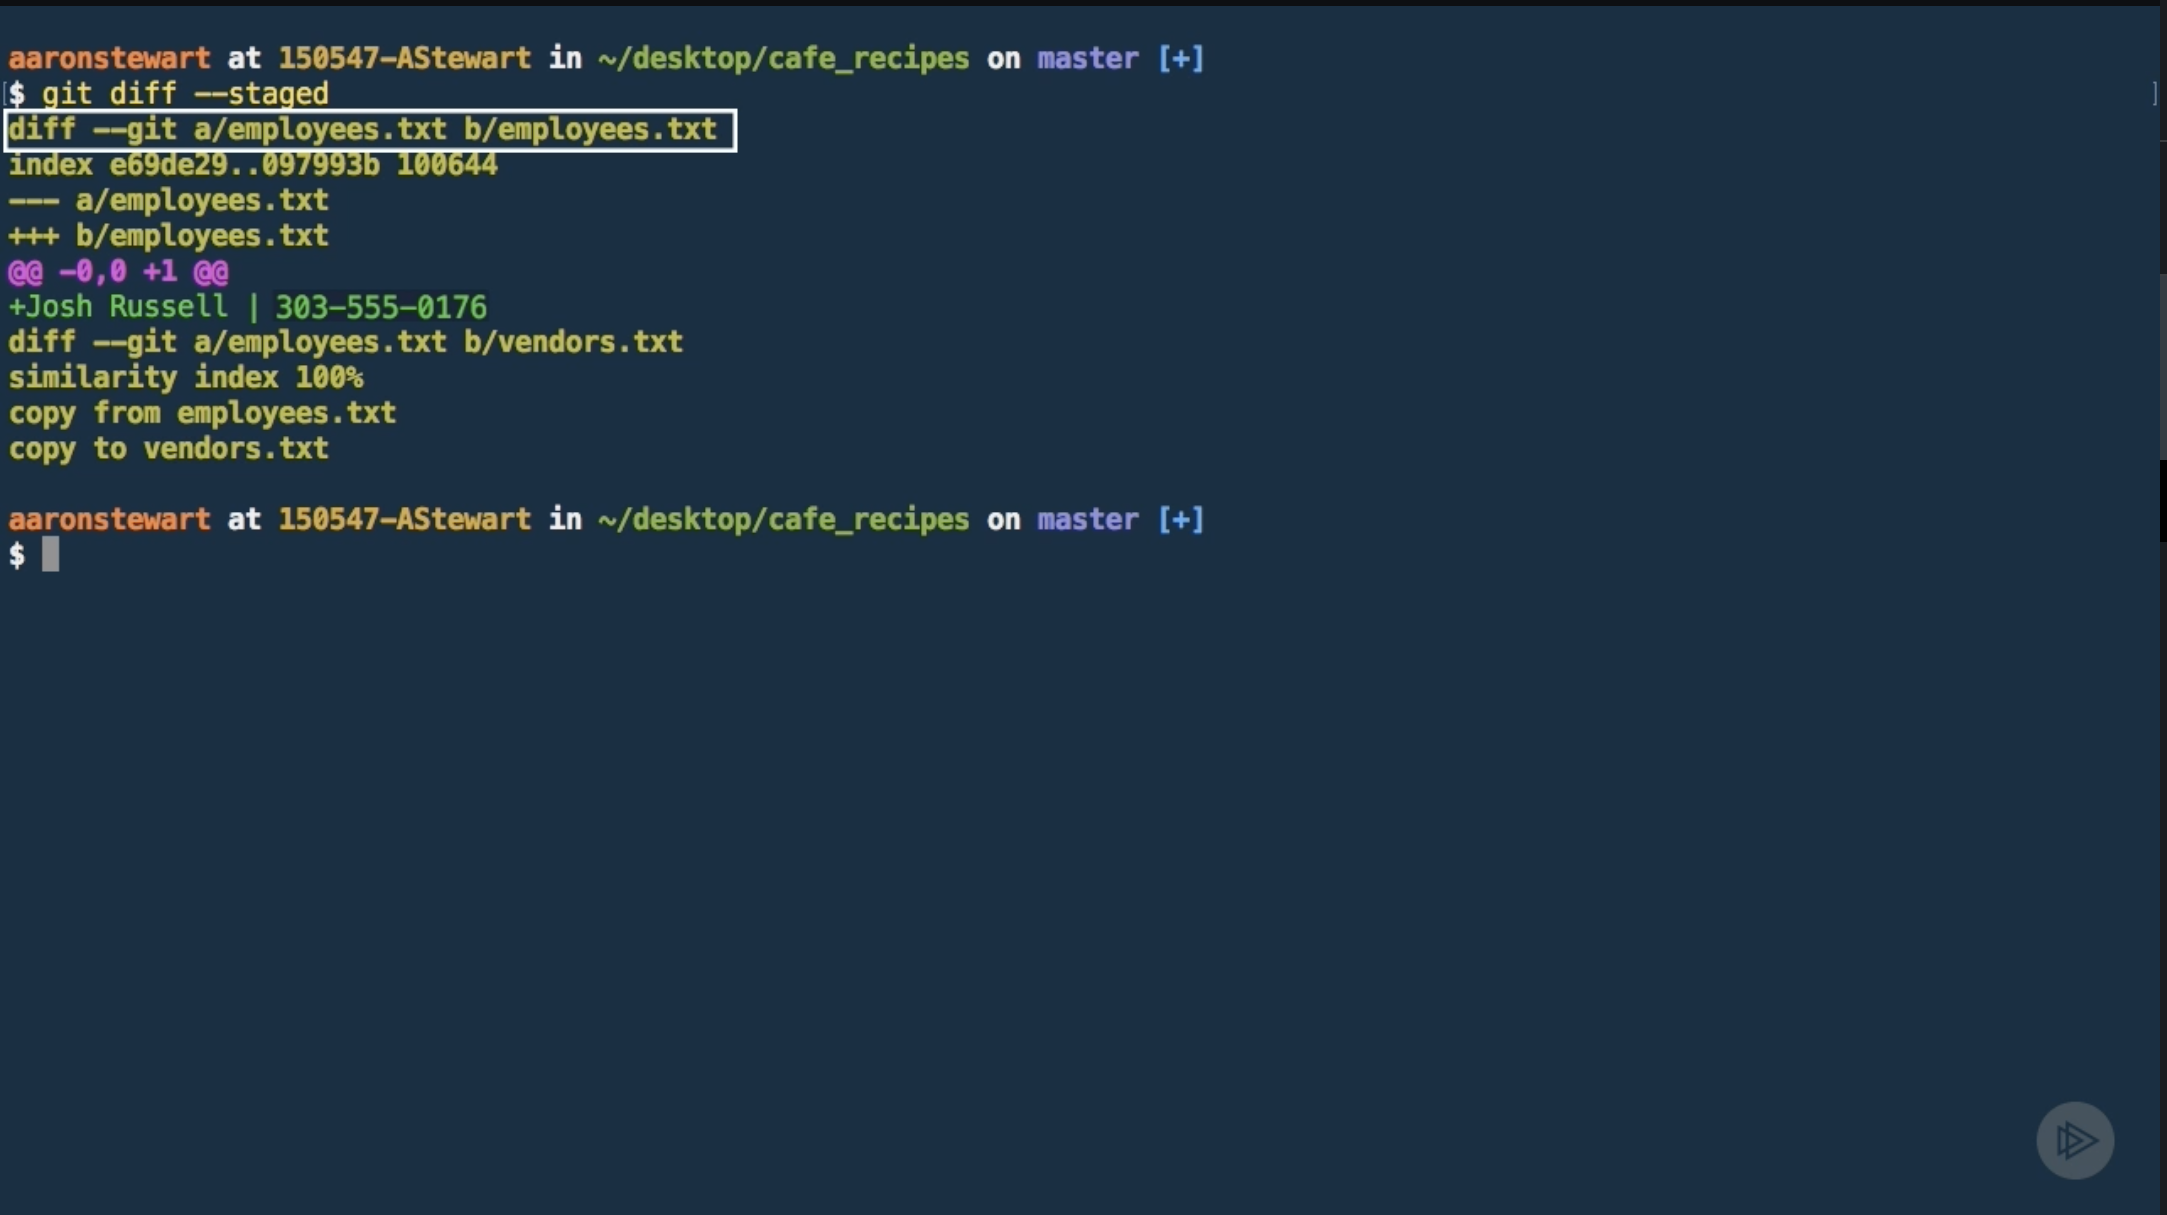 aaronstewart at 150547-AStewart in ~/desktop/cafe_recipes on master [+]
[$ git diff --staged ]
diff --git a/employees.txt b/employees.txt
index e69de29..097993b 100644
--- a/employees.txt
+++ b/employees.txt
@@ -0,0 +1 @@
+Josh Russell | 303-555-0176
diff --git a/employees.txt b/vendors.txt
similarity index 100%
copy from employees.txt
copy to vendors.txt
aaronstewart at 150547-AStewart in ~/desktop/cafe_recipes on master [+]
$